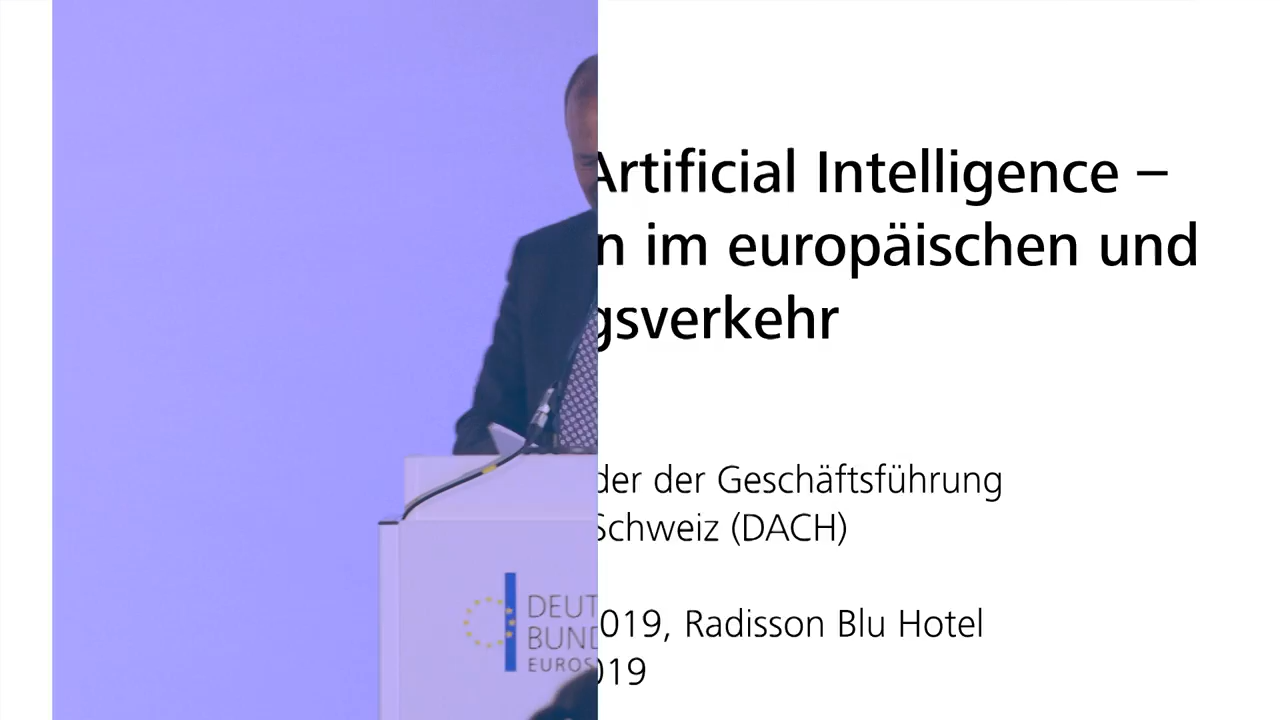 Artificial Intelligence –
n im europäischen und
gsverkehr
der der Geschäftsführung
Schweiz (DACH)
019, Radisson Blu Hotel
019
DEUT
BUND
EUROS